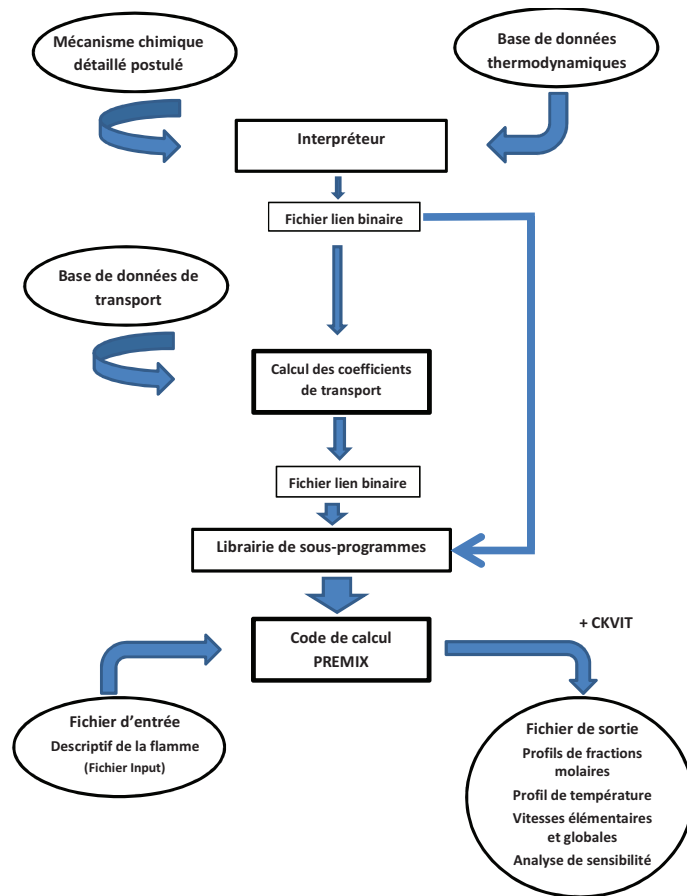 Mécanisme chimique
détaillé postulé
Base de données
thermodynamiques
Interpréteur
Fichier lien binaire
Base de données de
transport
Calcul des coefficients
de transport
Fichier lien binaire
Librairie de sous-programmes
Code de calcul
PREMIX
+ CKVIT
Fichier d'entrée
Descriptif de la flamme
(Fichier Input)
Fichier de sortie
Profils de fractions
molaires
Profil de température
Vitesses élémentaires
et globales
Analyse de sensibilité